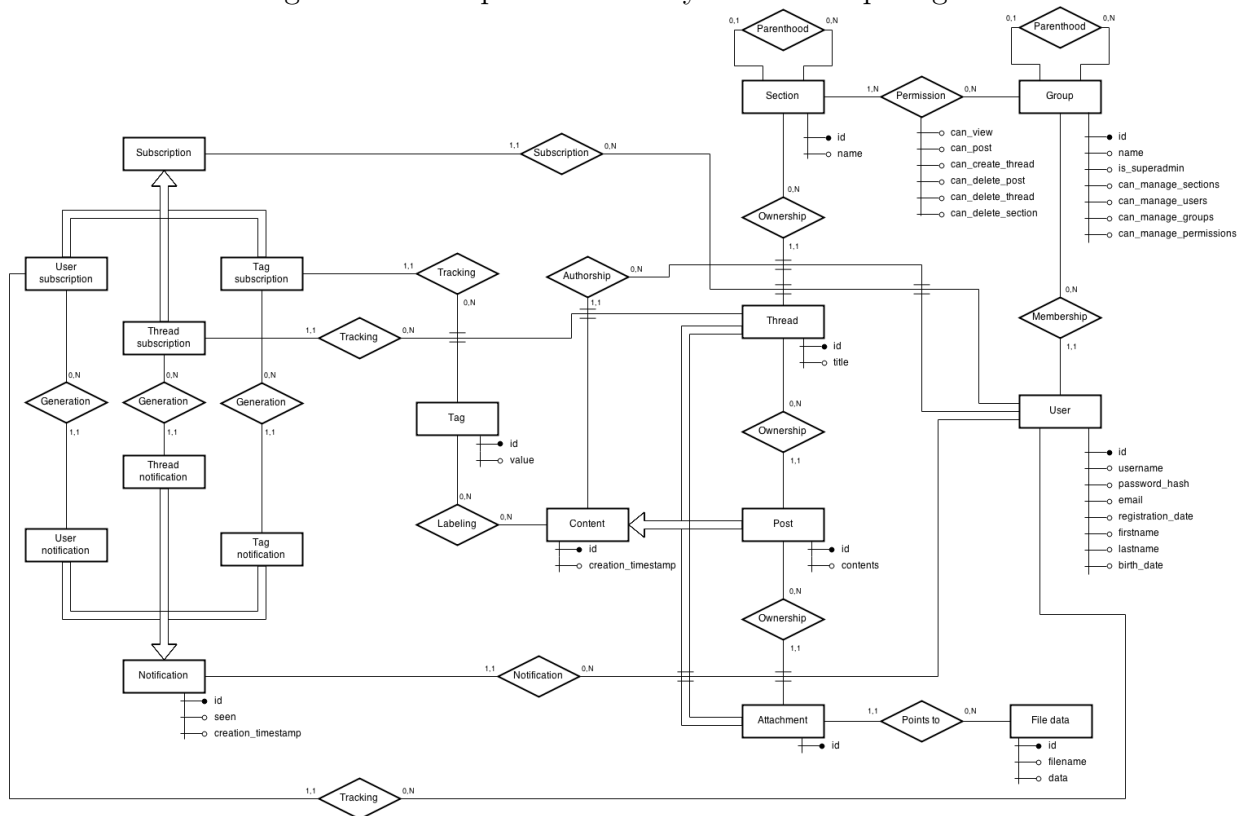 0,1
Parenthood
0,N
0,1
Parenthood
0,N
Section
1,N
Permission
0,N
Group
id
name
can_view
can_post
can_create_thread
can_delete_post
can_delete_thread
can_delete_section
id
name
is_superadmin
can_manage_sections
can_manage_users
can_manage_groups
can_manage_permissions
Subscription
1,1
Subscription
0,N
0,N
Ownership
1,1
User
subscription
Tag
subscription
1,1
Tracking
0,N
Authorship
0,N
1,1
0,N
Membership
1,1
Thread
subscription
1,1
Tracking
0,N
Thread
id
title
0,N
Generation
1,1
0,N
Generation
1,1
0,N
Generation
1,1
Tag
id
value
0,N
Ownership
1,1
User
id
username
password_hash
email
registration_date
firstname
lastname
birth_date
Thread
notification
0,N
Labeling
0,N
Content
id
creation_timestamp
Post
id
contents
User
notification
Tag
notification
0,N
Ownership
1,1
Notification
id
seen
creation_timestamp
1,1
Notification
0,N
Attachment
id
1,1
Points to
0,N
File data
id
filename
data
1,1
Tracking
0,N